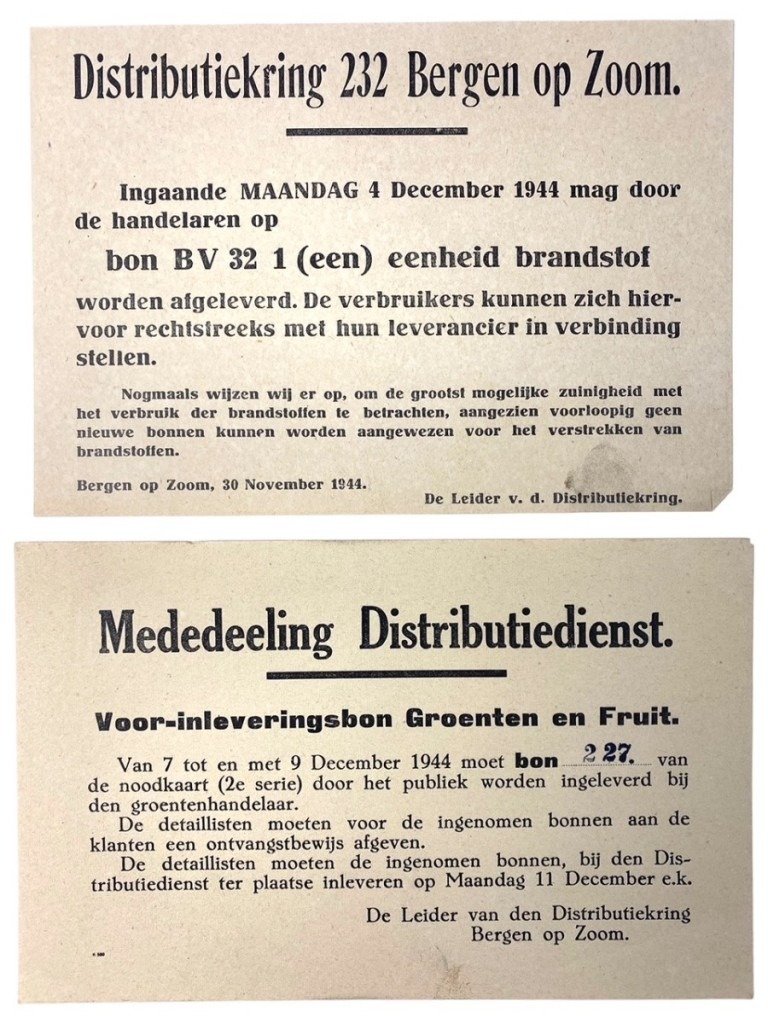 Distributiekring 232 Bergen op Zoom.
Ingaande MAANDAG 4 December 1944 mag door
de handelaren op
bon BV 32 1 (een) eenheid brandstof
worden afgeleverd. De verbruikers kunnen zich hier-
voor rechtstreeks met hun leverancier in verbinding
stellen.
Nogmaals wijzen wij er op, om de grootst mogelijke zuinigheid met
het verbruik der brandstoffen te betrachten, aangezien voorloopig geen
nieuwe bonnen kunnen worden aangewezen voor het verstrekken van
brandstoffen.
Bergen op Zoom, 30 November 1944.
De Leider v. d. Distributiekring.
Mededeeling Distributiedienst.
Voor-inleveringsbon Groenten en Fruit.
Van 7 tot en met 9 December 1944 moet bon 227. van
de noodkaart (2e serie) door het publiek worden ingeleverd bij
den groentenhandelaar.
De detaillisten moeten voor de ingenomen bonnen aan de
klanten een ontvangstbewijs afgeven.
De detaillisten moeten de ingenomen bonnen, bij den Dis-
tributiedienst ter plaatse inleveren op Maandag 11 December e.k.
De Leider van den Distributiekring
Bergen op Zoom.